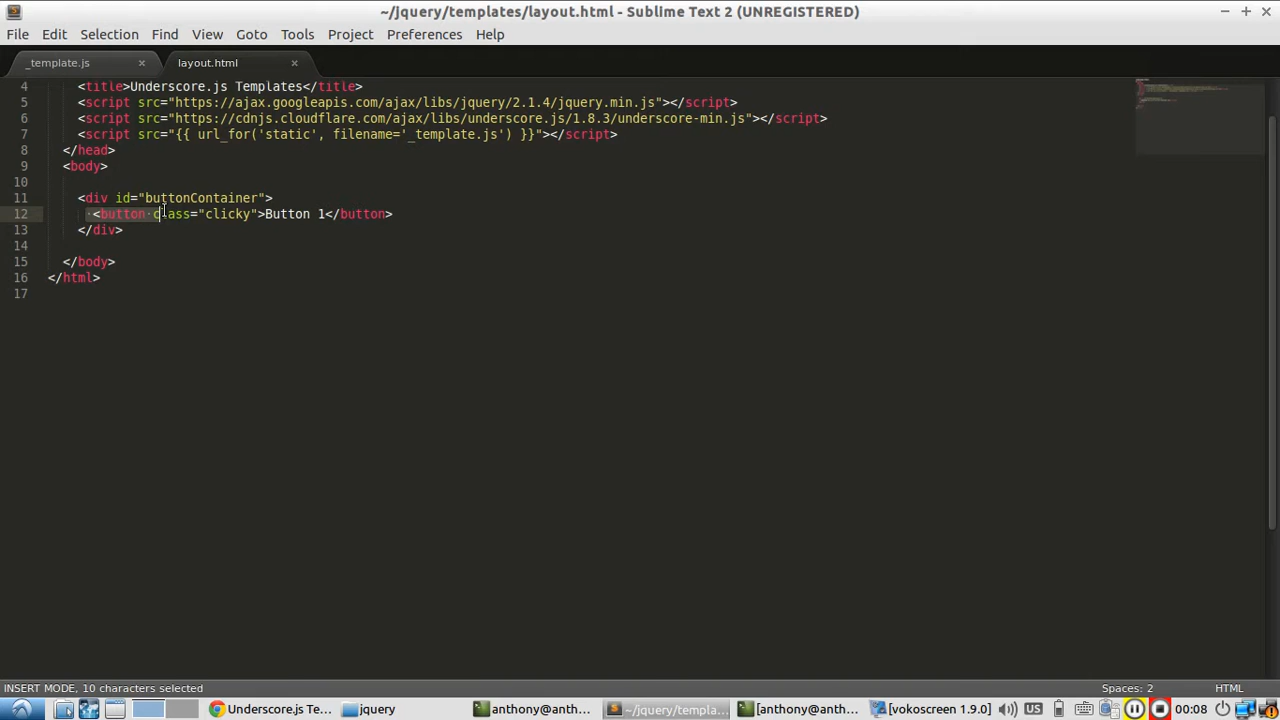 ~/jquery/templates/layout.html - Sublime Text 2 (UNREGISTERED)
File Edit Selection Find View Goto Tools Project Preferences Help
_template.js × layout.html ×
4 <title>Underscore.js Templates</title>
5 <script src="https://ajax.googleapis.com/ajax/libs/jquery/2.1.4/jquery.min.js"></script>
6 <script src="https://cdnjs.cloudflare.com/ajax/libs/underscore.js/1.8.3/underscore-min.js"></script>
7 <script src="{{ url_for('static', filename='_template.js') }}"></script>
8 </head>
9 <body>
10
11 <div id="buttonContainer">
12 <button class="clicky">Button 1</button>
13 </div>
14
15 </body>
16 </html>
17
INSERT MODE, 10 characters selected Spaces: 2 HTML
Underscore.js Te... jquery anthony@anth... ~/jquery/templa... [anthony@anth... [vokoscreen 1.9.0] US 00:08